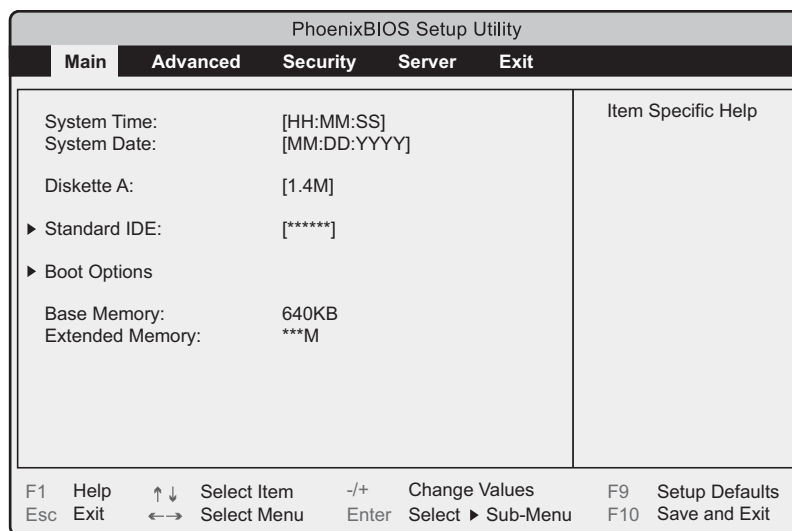 PhoenixBIOS Setup Utility
Main Advanced Security Server Exit
System Time: [HH:MM:SS]
System Date: [MM:DD:YYYY]
Diskette A: [1.4M]
▶ Standard IDE: [******]
▶ Boot Options
Base Memory: 640KB
Extended Memory: ***M
Item Specific Help
F1 Help ↑↓ Select Item -/+ Change Values F9 Setup Defaults
Esc Exit ←→ Select Menu Enter Select ▶ Sub-Menu F10 Save and Exit